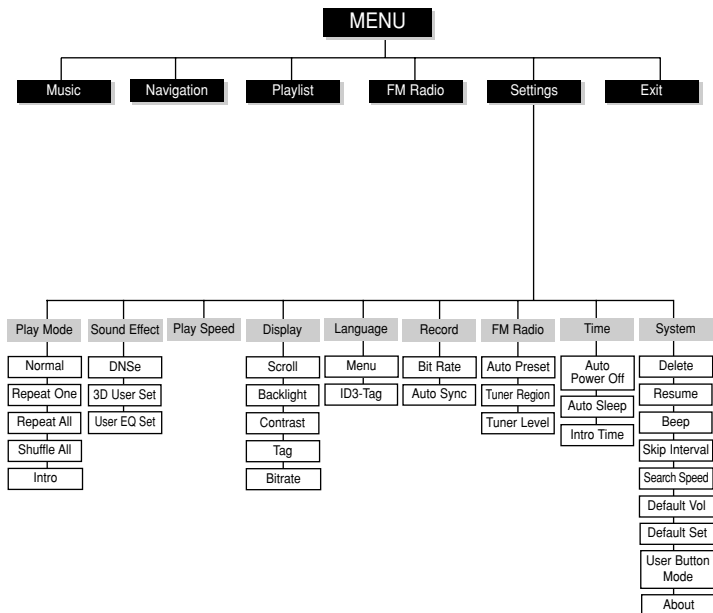 MENU
Music
Navigation
Playlist
FM Radio
Settings
Exit
Play Mode
Sound Effect
Play Speed
Display
Language
Record
FM Radio
Time
System
Normal
Repeat One
Repeat All
Shuffle All
Intro
DNSe
3D User Set
User EQ Set
Scroll
Backlight
Contrast
Tag
Bitrate
Menu
ID3-Tag
Bit Rate
Auto Sync
Auto Preset
Tuner Region
Tuner Level
Auto
Power Off
Auto Sleep
Intro Time
Delete
Resume
Beep
Skip Interval
Search Speed
Default Vol
Default Set
User Button
Mode
About